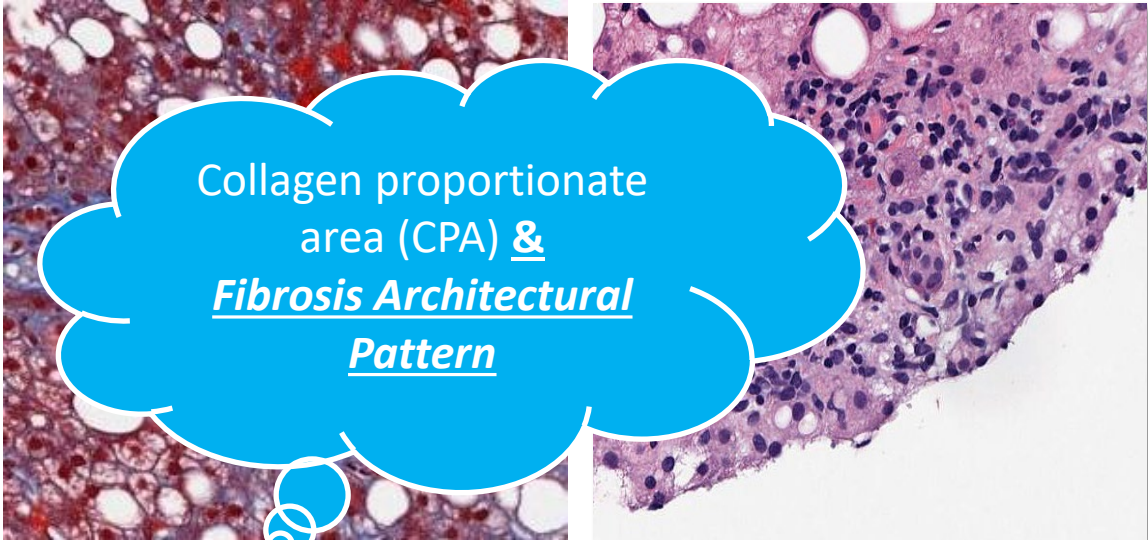 Collagen proportionate
area (CPA) &
Fibrosis Architectural
Pattern